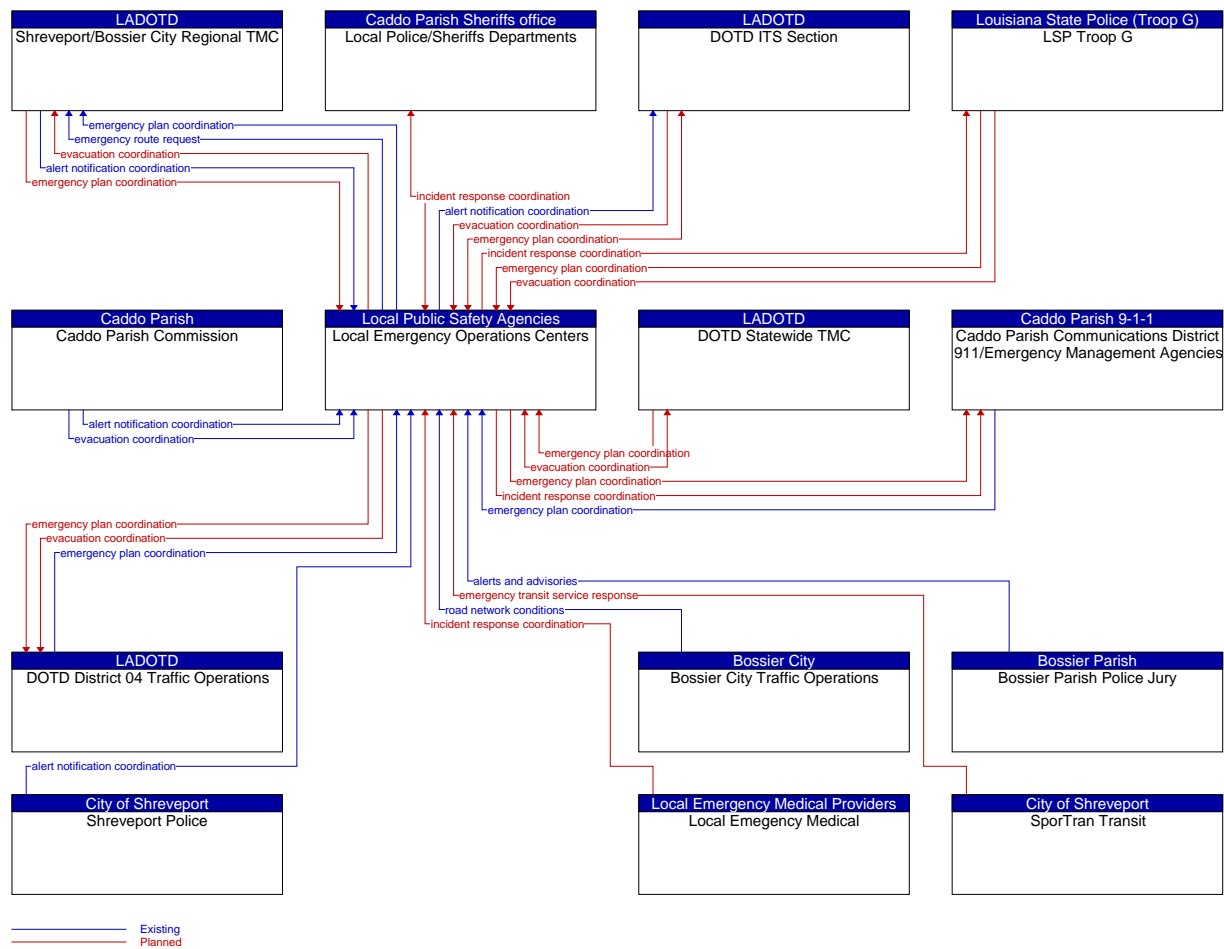 LADOTD
Shreveport/Bossier City Regional TMC
Caddo Parish Sheriffs office
Local Police/Sheriffs Departments
LADOTD
DOTD ITS Section
Louisiana State Police (Troop G)
LSP Troop G
emergency plan coordination
emergency route request
evacuation coordination
alert notification coordination
emergency plan coordination
incident response coordination
alert notification coordination
evacuation coordination
emergency plan coordination
incident response coordination
emergency plan coordination
evacuation coordination
Caddo Parish
Caddo Parish Commission
Local Public Safety Agencies
Local Emergency Operations Centers
LADOTD
DOTD Statewide TMC
Caddo Parish 9-1-1
Caddo Parish Communications District
911/Emergency Management Agencies
alert notification coordination
evacuation coordination
emergency plan coordination
evacuation coordination
emergency plan coordination
incident response coordination
emergency plan coordination
emergency plan coordination
evacuation coordination
emergency plan coordination
alerts and advisories
emergency transit service response
road network conditions
incident response coordination
LADOTD
DOTD District 04 Traffic Operations
Bossier City
Bossier City Traffic Operations
Bossier Parish
Bossier Parish Police Jury
alert notification coordination
City of Shreveport
Shreveport Police
Local Emergency Medical Providers
Local Emegency Medical
City of Shreveport
SporTran Transit
Existing
Planned